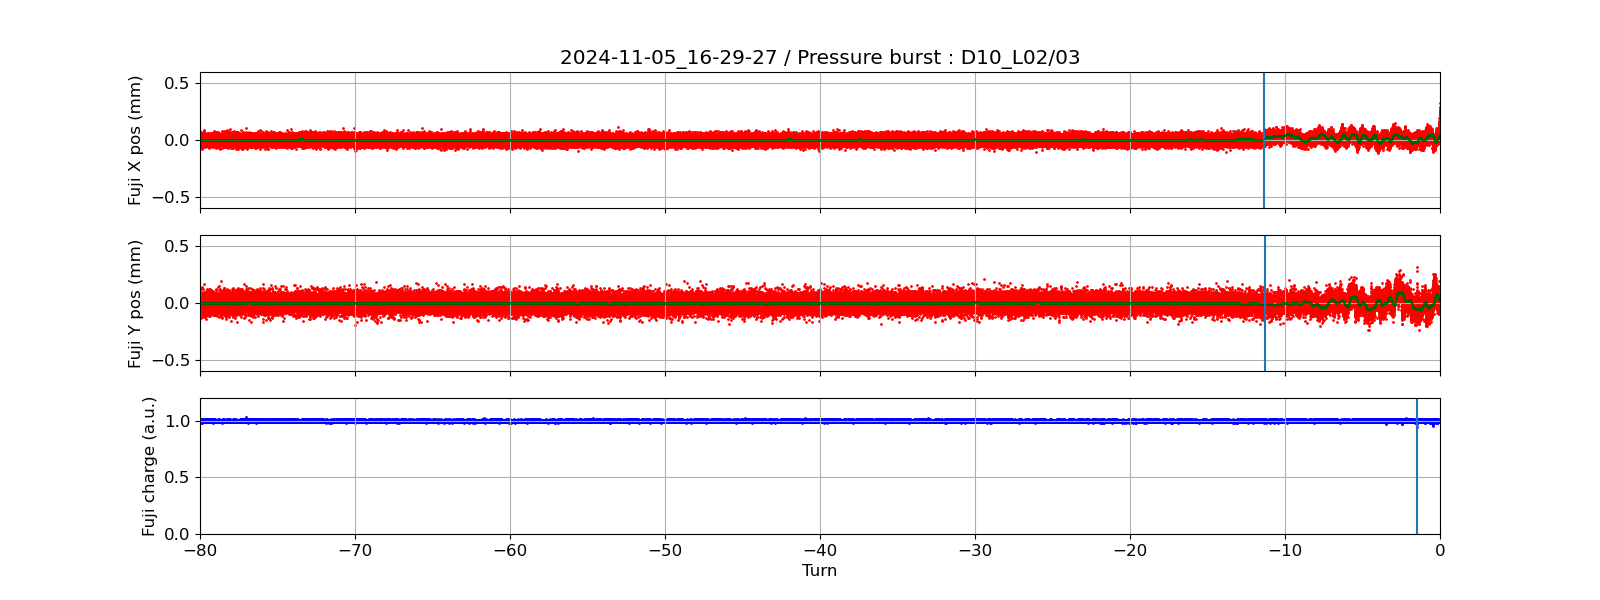 2024-11-05_16-29-27 / Pressure burst : D10_L02/03
Fuji X pos (mm)
0.5
0.0
−0.5
Fuji Y pos (mm)
0.5
0.0
−0.5
Fuji charge (a.u.)
1.0
0.5
0.0
−80 −70 −60 −50 −40 −30 −20 −10 0
Turn